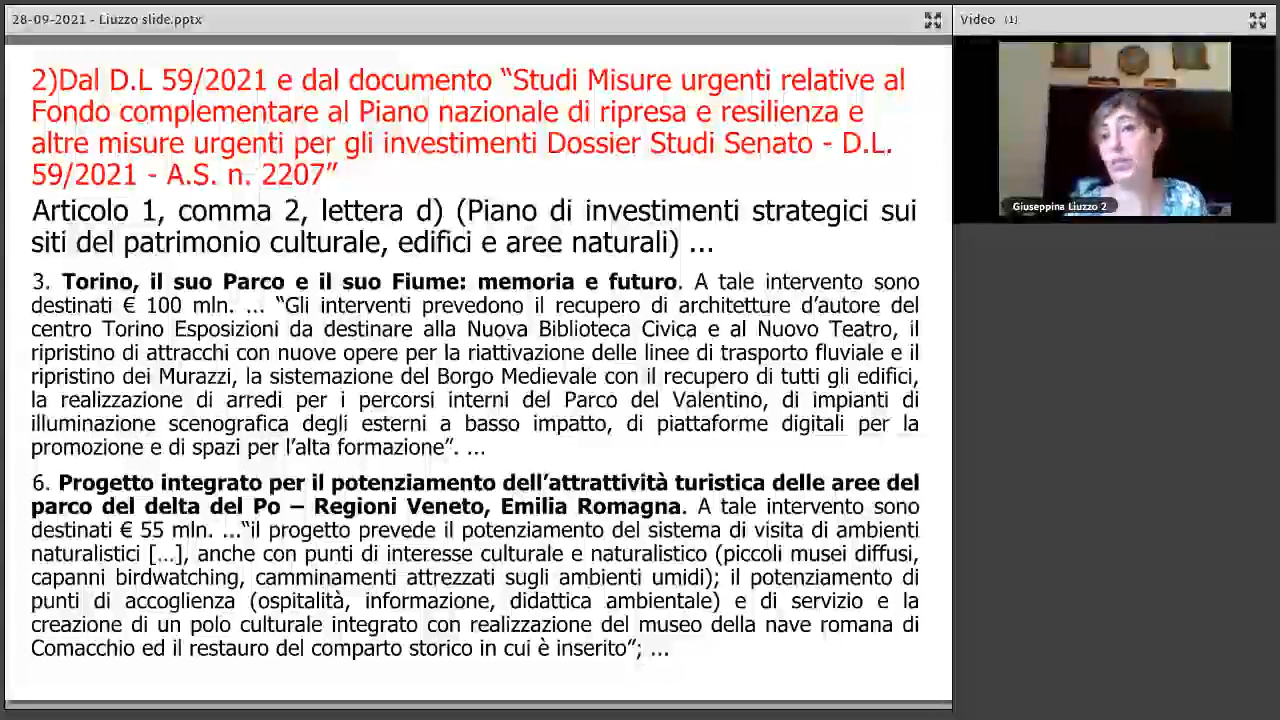 28-09-2021 - Liuzzo slide.pptx
Video (1)
2)Dal D.L 59/2021 e dal documento “Studi Misure urgenti relative al
Fondo complementare al Piano nazionale di ripresa e resilienza e
altre misure urgenti per gli investimenti Dossier Studi Senato - D.L.
59/2021 - A.S. n. 2207”
Articolo 1, comma 2, lettera d) (Piano di investimenti strategici sui
siti del patrimonio culturale, edifici e aree naturali) ...
3. Torino, il suo Parco e il suo Fiume: memoria e futuro. A tale intervento sono
destinati € 100 mln. ... “Gli interventi prevedono il recupero di architetture d’autore del
centro Torino Esposizioni da destinare alla Nuova Biblioteca Civica e al Nuovo Teatro, il
ripristino di attracchi con nuove opere per la riattivazione delle linee di trasporto fluviale e il
ripristino dei Murazzi, la sistemazione del Borgo Medievale con il recupero di tutti gli edifici,
la realizzazione di arredi per i percorsi interni del Parco del Valentino, di impianti di
illuminazione scenografica degli esterni a basso impatto, di piattaforme digitali per la
promozione e di spazi per l’alta formazione”. ...
6. Progetto integrato per il potenziamento dell’attrattività turistica delle aree del
parco del delta del Po – Regioni Veneto, Emilia Romagna. A tale intervento sono
destinati € 55 mln. ...“il progetto prevede il potenziamento del sistema di visita di ambienti
naturalistici [...], anche con punti di interesse culturale e naturalistico (piccoli musei diffusi,
capanni birdwatching, camminamenti attrezzati sugli ambienti umidi); il potenziamento di
punti di accoglienza (ospitalità, informazione, didattica ambientale) e di servizio e la
creazione di un polo culturale integrato con realizzazione del museo della nave romana di
Comacchio ed il restauro del comparto storico in cui è inserito”; ...
Giuseppina Liuzzo 2